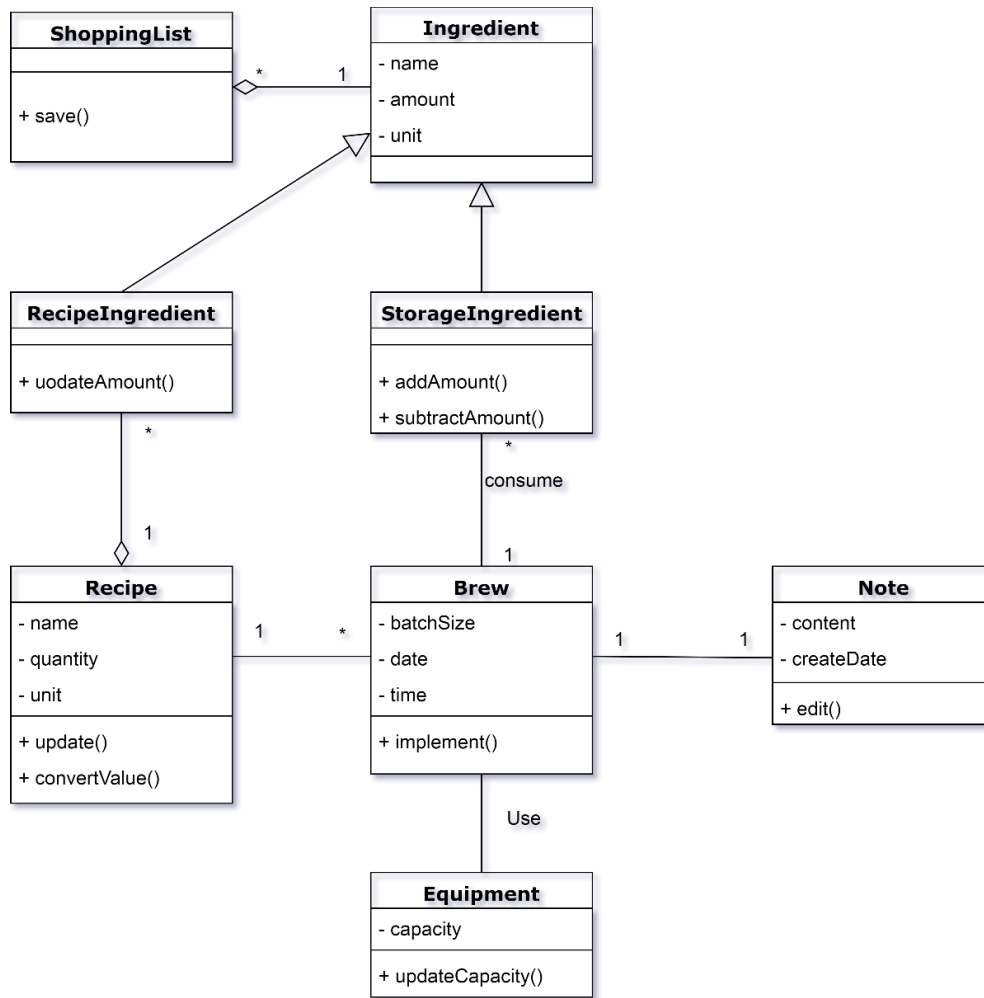 ShoppingList
+ save()
*
1
Ingredient
- name
- amount
- unit
RecipeIngredient
+ uodateAmount()
StorageIngredient
+ addAmount()
+ subtractAmount()
*
1
*
consume
1
Recipe
- name
- quantity
- unit
+ update()
+ convertValue()
1
*
Brew
- batchSize
- date
- time
+ implement()
1
1
Note
- content
- createDate
+ edit()
Use
Equipment
- capacity
+ updateCapacity()